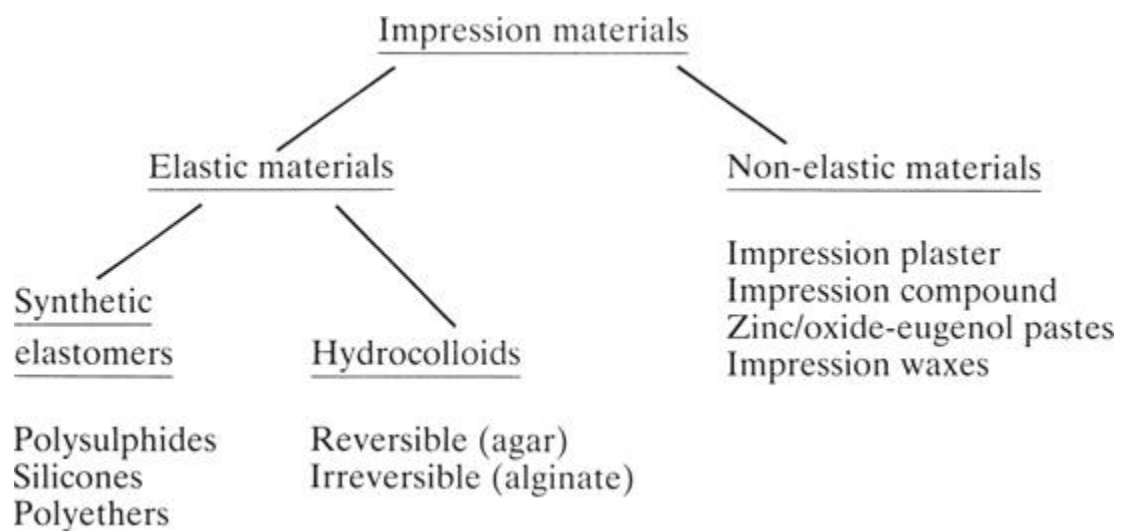 Impression materials
Elastic materials
Non-elastic materials
Impression plaster
Impression compound
Zinc/oxide-eugenol pastes
Impression waxes
Synthetic
elastomers
Hydrocolloids
Polysulphides
Silicones
Polyethers
Reversible (agar)
Irreversible (alginate)